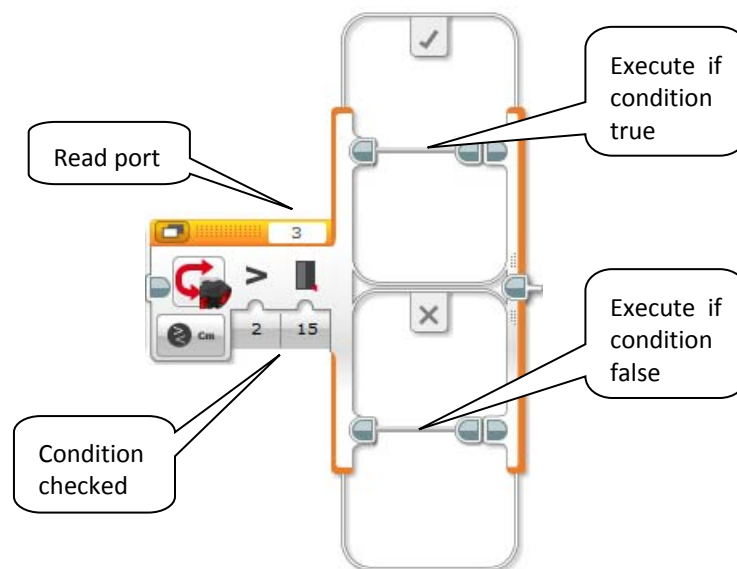 Execute if
condition
true
Read port
3
>
Cm
2
15
Execute if
condition
false
Condition
checked